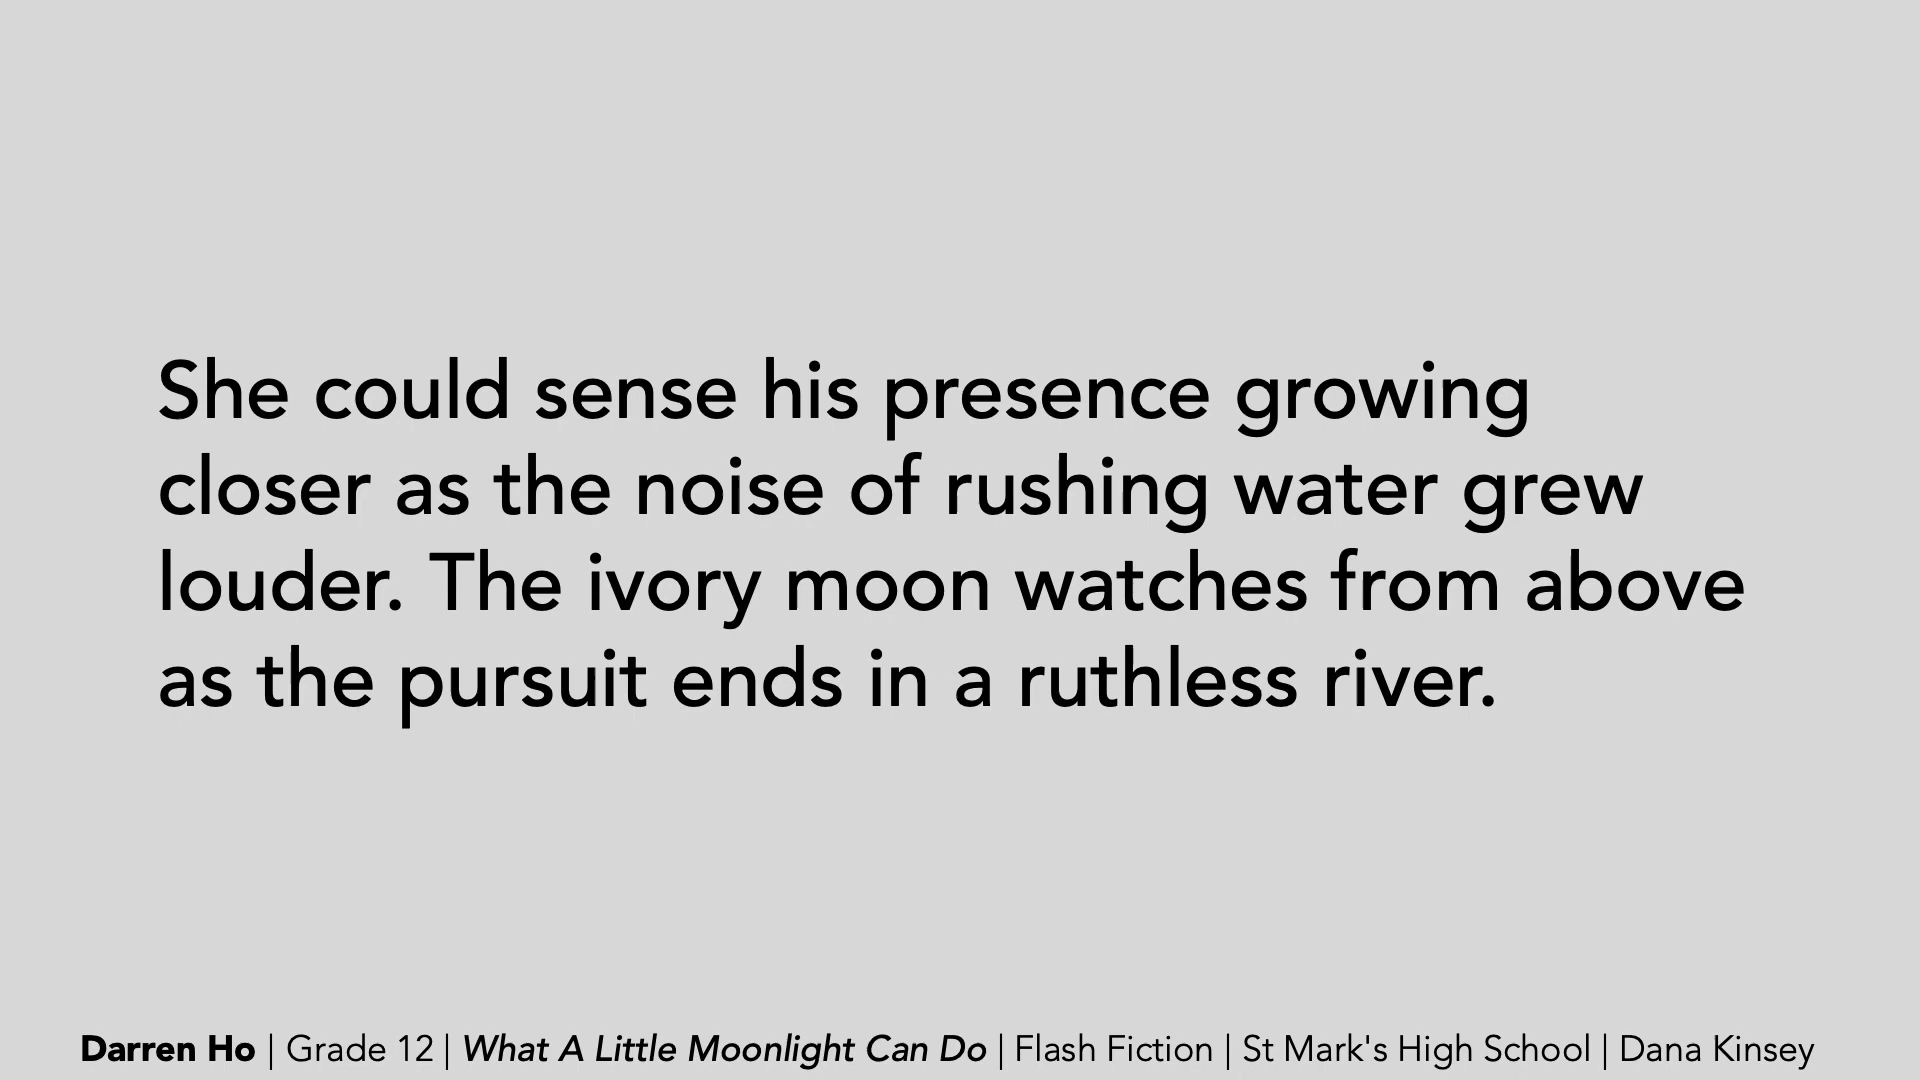 She could sense his presence growing
closer as the noise of rushing water grew
louder. The ivory moon watches from above
as the pursuit ends in a ruthless river.
Darren Ho | Grade 12 | What A Little Moonlight Can Do | Flash Fiction | St Mark's High School | Dana Kinsey